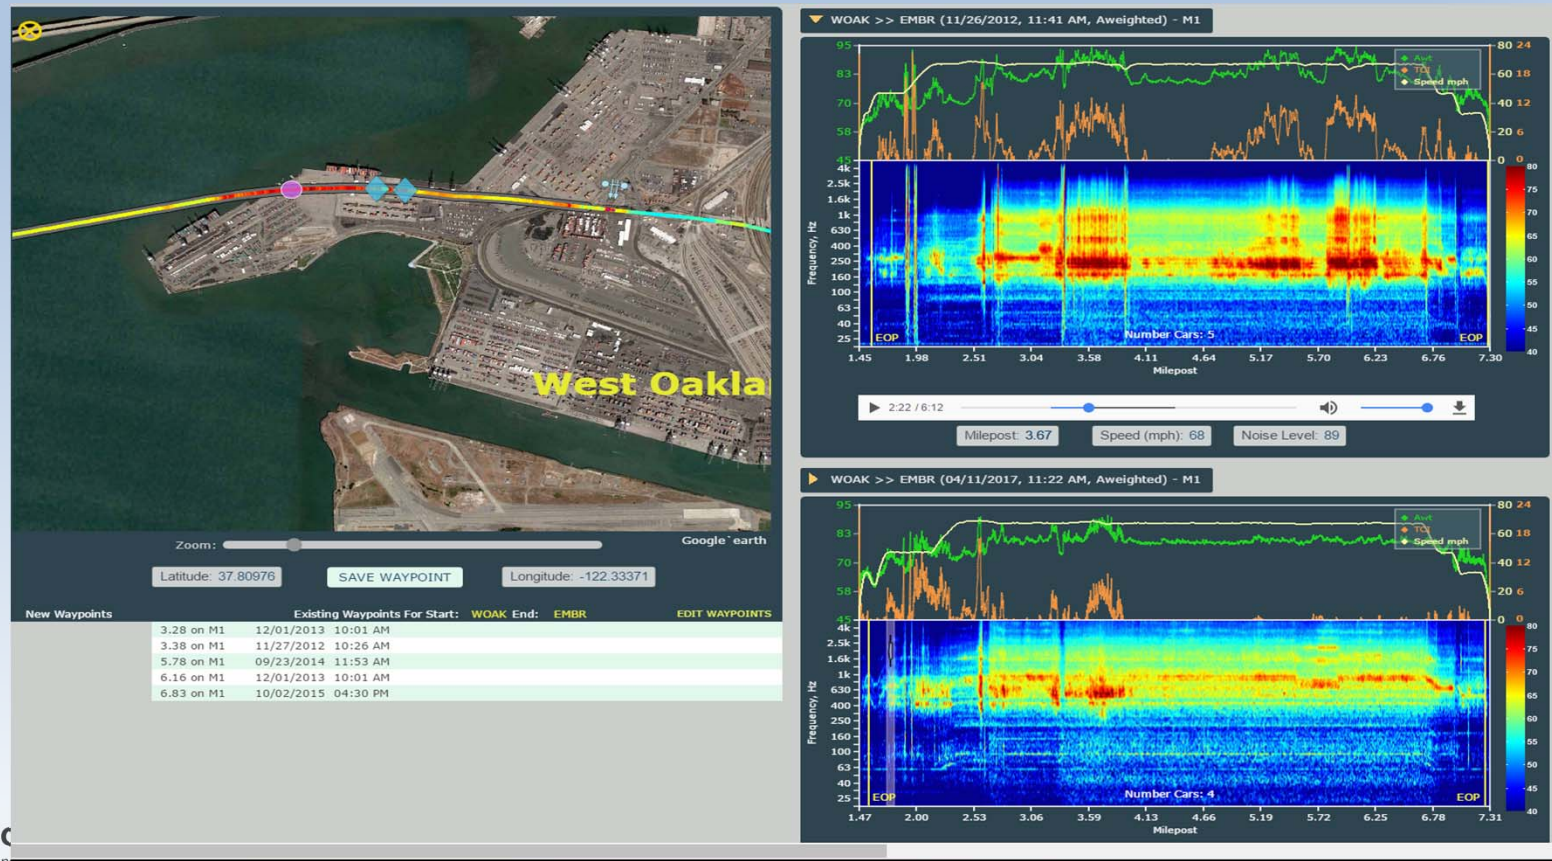 West Oakla
Zoom:
Google earth
Latitude: 37.80976
SAVE WAYPOINT
Longitude: -122.33371
New Waypoints
Existing Waypoints For Start: WOAK End: EMBR
EDIT WAYPOINTS
3.28 on M1 12/01/2013 10:01 AM
3.38 on M1 11/27/2012 10:26 AM
5.78 on M1 09/23/2014 11:53 AM
6.16 on M1 12/01/2013 10:01 AM
6.83 on M1 10/02/2015 04:30 PM
WOAK >> EMBR (11/26/2012, 11:41 AM, Aweighted) - M1
95
83
70
58
45
80 24
60 18
40 12
20 6
0 0
Awt
TCI
Speed mph
Frequency, Hz
4k
2.5k
1.6k
1k
630
400
250
160
100
63
40
25
EOP
Number Cars: 5
EOP
80
75
70
65
60
55
50
45
40
1.45 1.98 2.51 3.04 3.58 4.11 4.64 5.17 5.70 6.23 6.76 7.30
Milepost
2:22 / 6:12
Milepost: 3.67
Speed (mph): 68
Noise Level: 89
WOAK >> EMBR (04/11/2017, 11:22 AM, Aweighted) - M1
95
83
70
58
45
80 24
60 18
40 12
20 6
0 0
Awt
TCI
Speed mph
Frequency, Hz
4k
2.5k
1.6k
1k
630
400
250
160
100
63
40
25
EOP
Number Cars: 4
EOP
80
75
70
65
60
55
50
45
40
1.47 2.00 2.53 3.06 3.59 4.13 4.66 5.19 5.72 6.25 6.78 7.31
Milepost